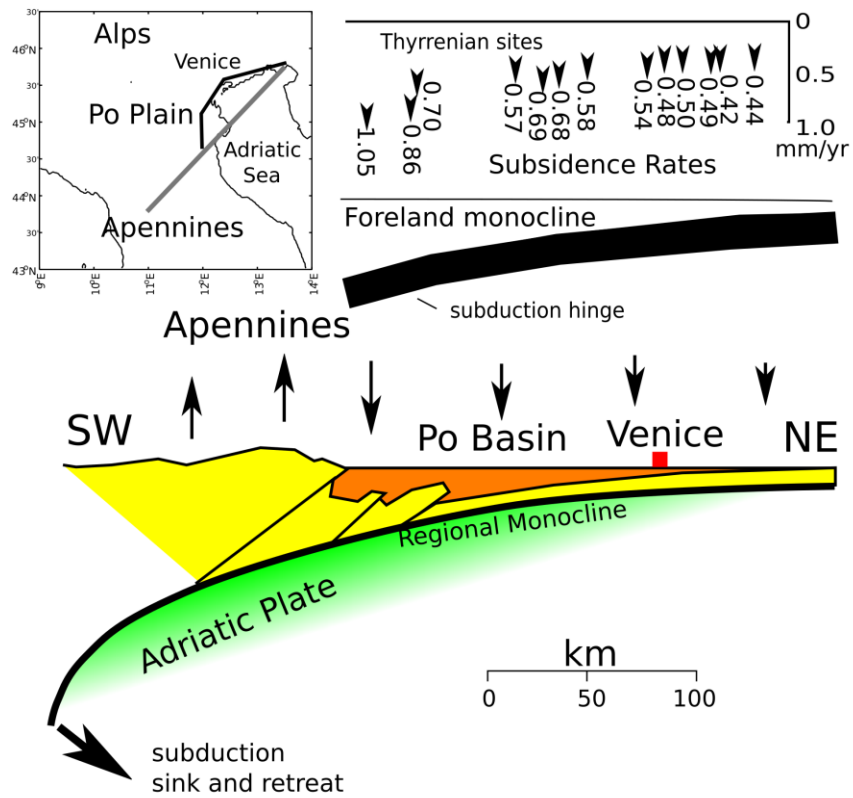 30'
46°N
30'
45°N
30'
44°N
30'
43°N
9°E
10°E
11°E
12°E
13°E
14°E
Alps
Venice
Po Plain
Adriatic
Sea
Apennines
Thyrrenian sites
0
0.5
1.0
mm/yr
1.05
0.86
0.70
0.57
0.69
0.68
0.58
0.54
0.48
0.50
0.49
0.42
0.44
Subsidence Rates
Foreland monocline
subduction hinge
Apennines
SW
Po Basin
Venice
NE
Regional Monocline
Adriatic Plate
km
0 50 100
subduction
sink and retreat